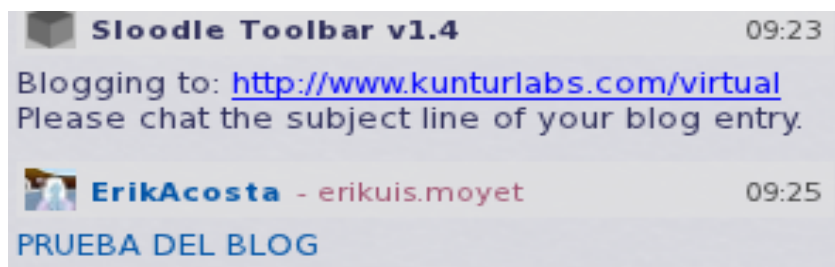 Sloodle Toolbar v1.4 09:23
Blogging to: http://www.kunturlabs.com/virtual
Please chat the subject line of your blog entry.
ErikAcosta - erikuis.moyet 09:25
PRUEBA DEL BLOG